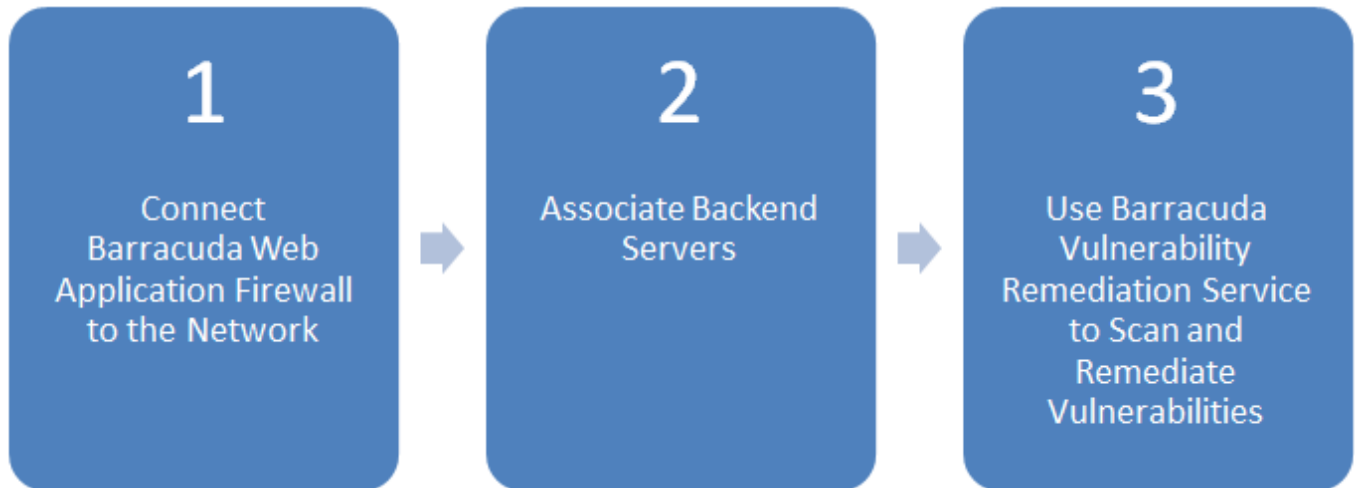 1
Connect
Barracuda Web
Application Firewall
to the Network
2
Associate Backend
Servers
3
Use Barracuda
Vulnerability
Remediation Service
to Scan and
Remediate
Vulnerabilities